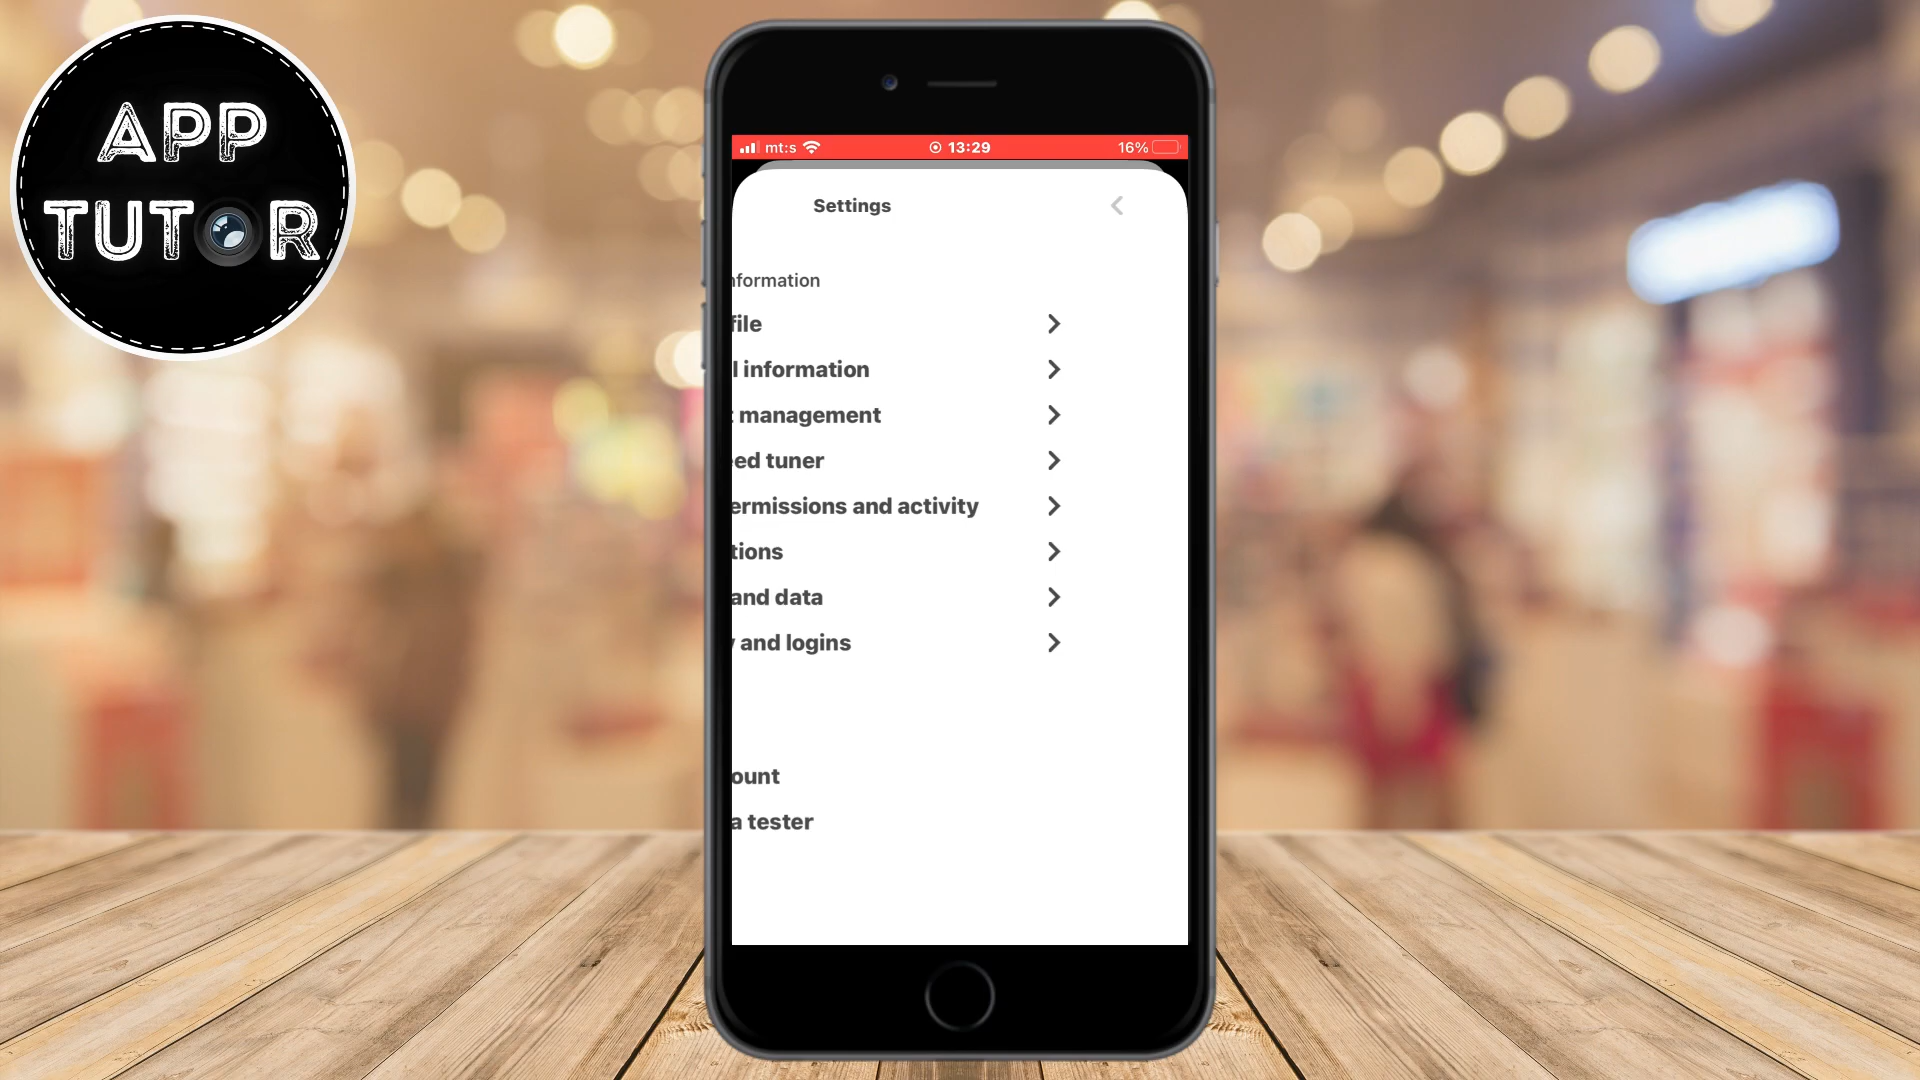 APP
TUTOR
mt:s 13:29 16%
Settings
nformation
file
l information
management
ed tuner
ermissions and activity
tions
and data
and logins
ount
a tester